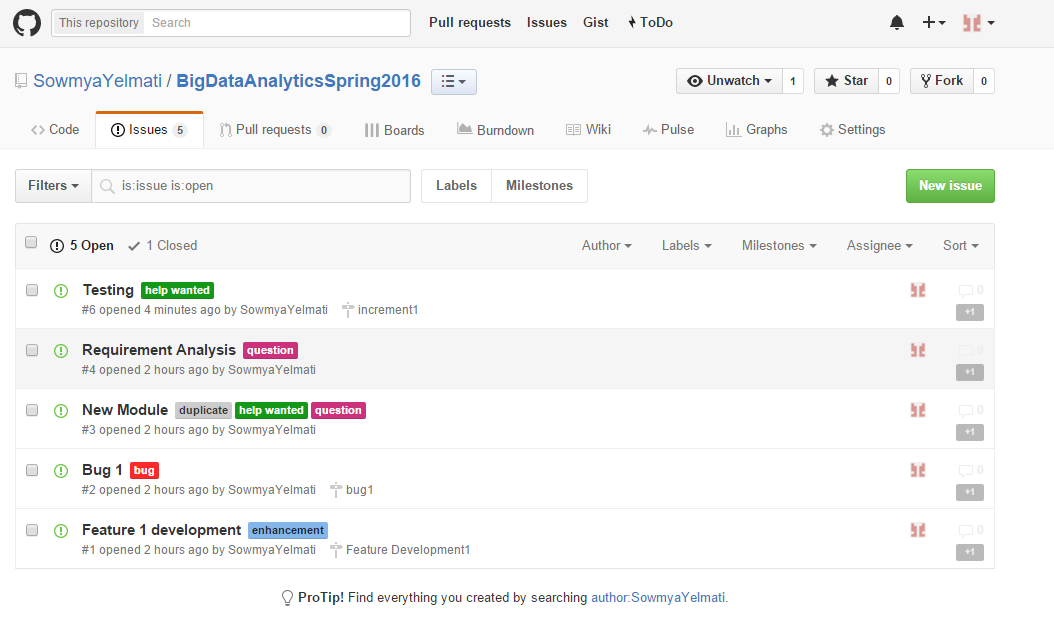 This repository Search Pull requests Issues Gist ToDo
SowmyaYelmati / BigDataAnalyticsSpring2016 Unwatch 1 Star 0 Fork 0
Code Issues 5 Pull requests 0 Boards Burndown Wiki Pulse Graphs Settings
Filters is:issue is:open Labels Milestones New issue
5 Open 1 Closed Author Labels Milestones Assignee Sort
Testing help wanted 0
#6 opened 4 minutes ago by SowmyaYelmati increment1 +1
Requirement Analysis question 0
#4 opened 2 hours ago by SowmyaYelmati +1
New Module duplicate help wanted question 0
#3 opened 2 hours ago by SowmyaYelmati +1
Bug 1 bug 0
#2 opened 2 hours ago by SowmyaYelmati bug1 +1
Feature 1 development enhancement 0
#1 opened 2 hours ago by SowmyaYelmati Feature Development1 +1
ProTip! Find everything you created by searching author:SowmyaYelmati.